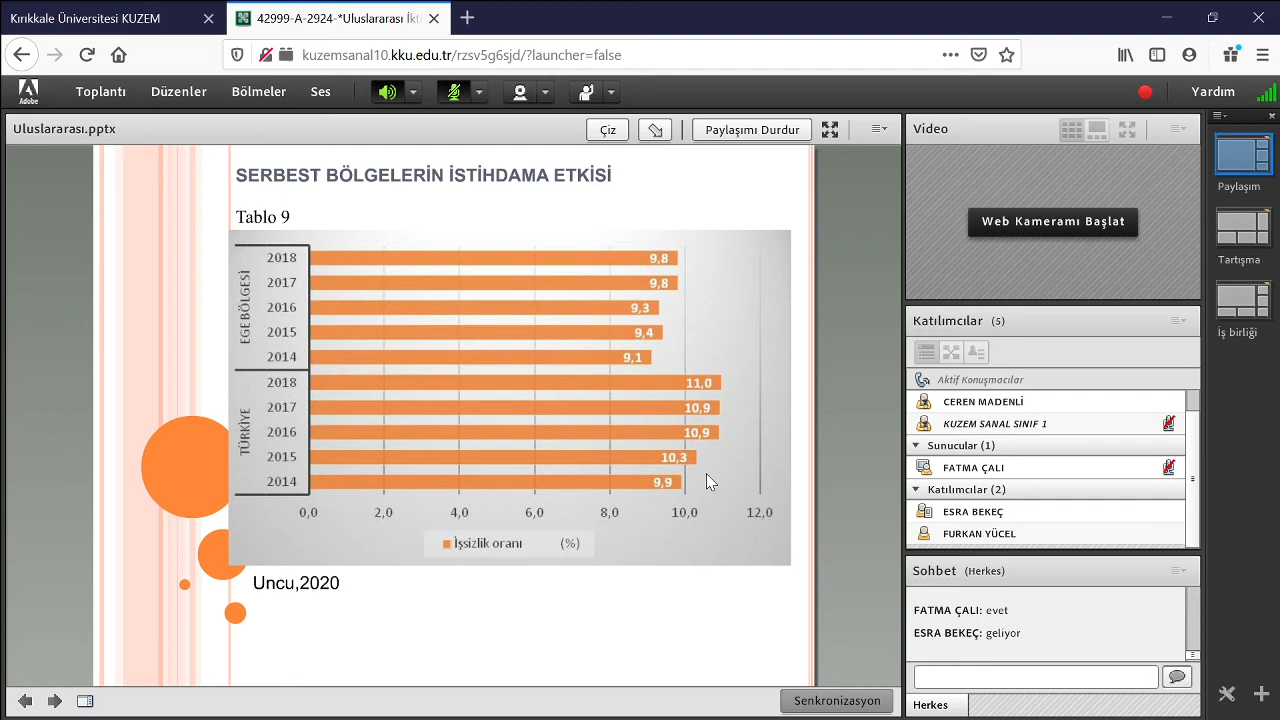 Kırıkkale Üniversitesi KUZEM
42999-A-2924-*Uluslararası İkti
kuzemsanal10.kku.edu.tr/rzsv5g6sjd/?launcher=false
Adobe
Toplantı
Düzenler
Bölmeler
Ses
Yardım
Uluslararası.pptx
Çiz
Paylaşımı Durdur
SERBEST BÖLGELERİN İSTİHDAMA ETKİSİ
Tablo 9
EGE BÖLGESİ
2018 9,8
2017 9,8
2016 9,3
2015 9,4
2014 9,1
TÜRKİYE
2018 11,0
2017 10,9
2016 10,9
2015 10,3
2014 9,9
0,0 2,0 4,0 6,0 8,0 10,0 12,0
İşsizlik oranı (%)
Uncu,2020
Senkronizasyon
Video
Web Kameramı Başlat
Katılımcılar (5)
Aktif Konuşmacılar
CEREN MADENLİ
KUZEM SANAL SINIF 1
Sunucular (1)
FATMA ÇALI
Katılımcılar (2)
ESRA BEKEÇ
FURKAN YÜCEL
Sohbet (Herkes)
FATMA ÇALI: evet
ESRA BEKEÇ: geliyor
Herkes
Paylaşım
Tartışma
İş birliği